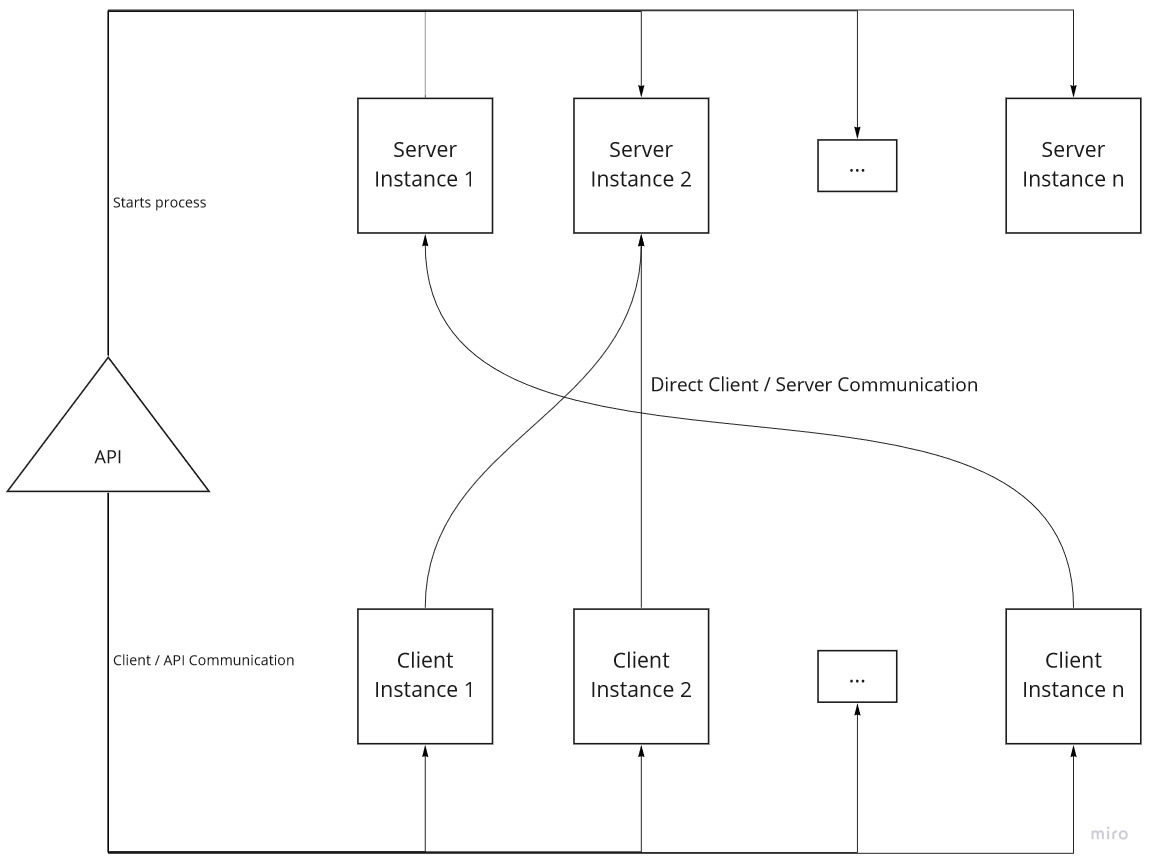 Server
Instance 1
Server
Instance 2
...
Server
Instance n
Starts process
Direct Client / Server Communication
API
Client / API Communication
Client
Instance 1
Client
Instance 2
...
Client
Instance n
miro